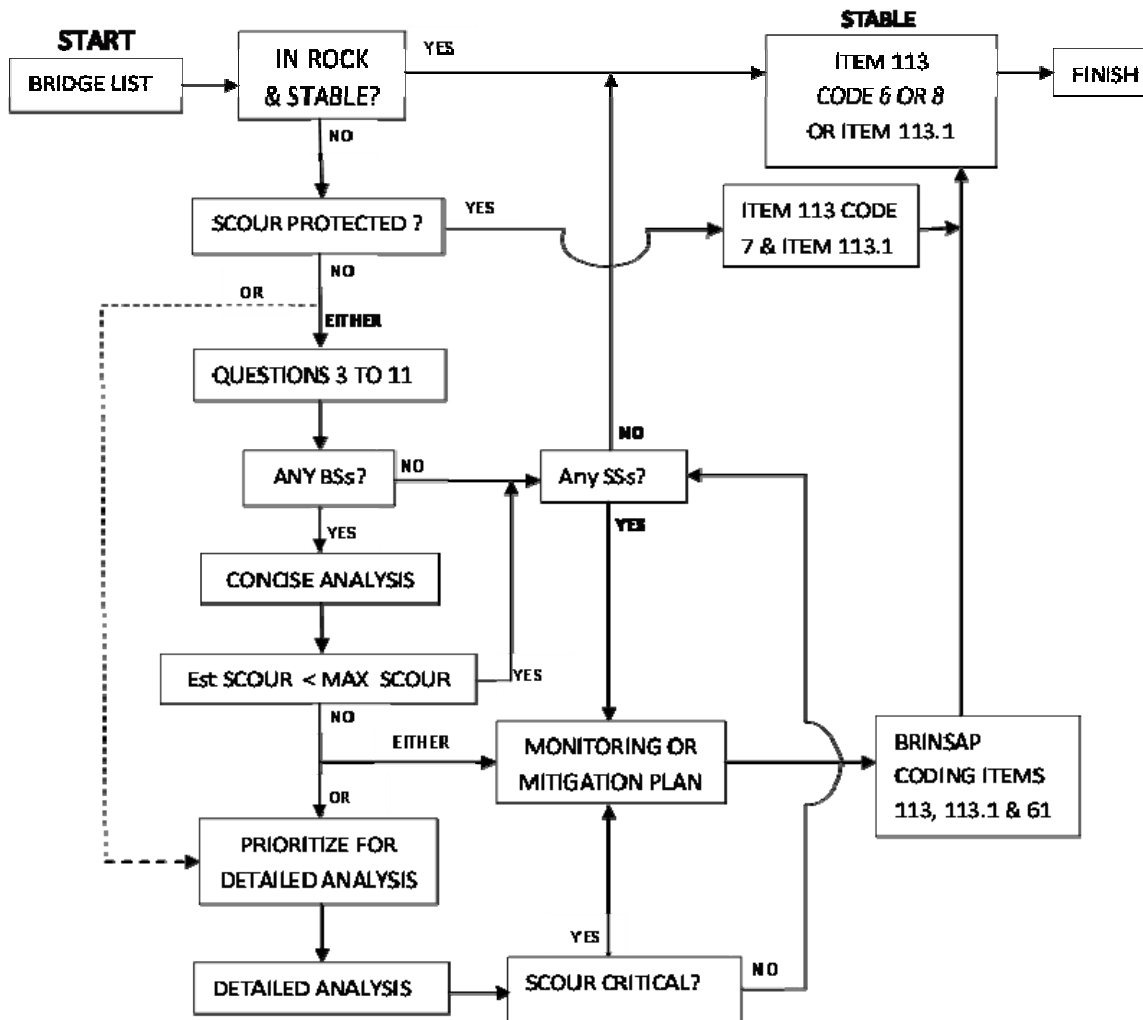 START
BRIDGE LIST
IN ROCK
& STABLE?
YES
STABLE
ITEM 113
CODE 6 OR 8
OR ITEM 113.1
FINISH
NO
SCOUR PROTECTED ?
YES
ITEM 113 CODE
7 & ITEM 113.1
NO
OR
EITHER
QUESTIONS 3 TO 11
ANY BSs?
NO
Any SSs?
NO
YES
YES
CONCISE ANALYSIS
Est SCOUR < MAX SCOUR
YES
NO
EITHER
OR
MONITORING OR
MITIGATION PLAN
BRINSAP
CODING ITEMS
113, 113.1 & 61
PRIORITIZE FOR
DETAILED ANALYSIS
DETAILED ANALYSIS
YES
SCOUR CRITICAL?
NO